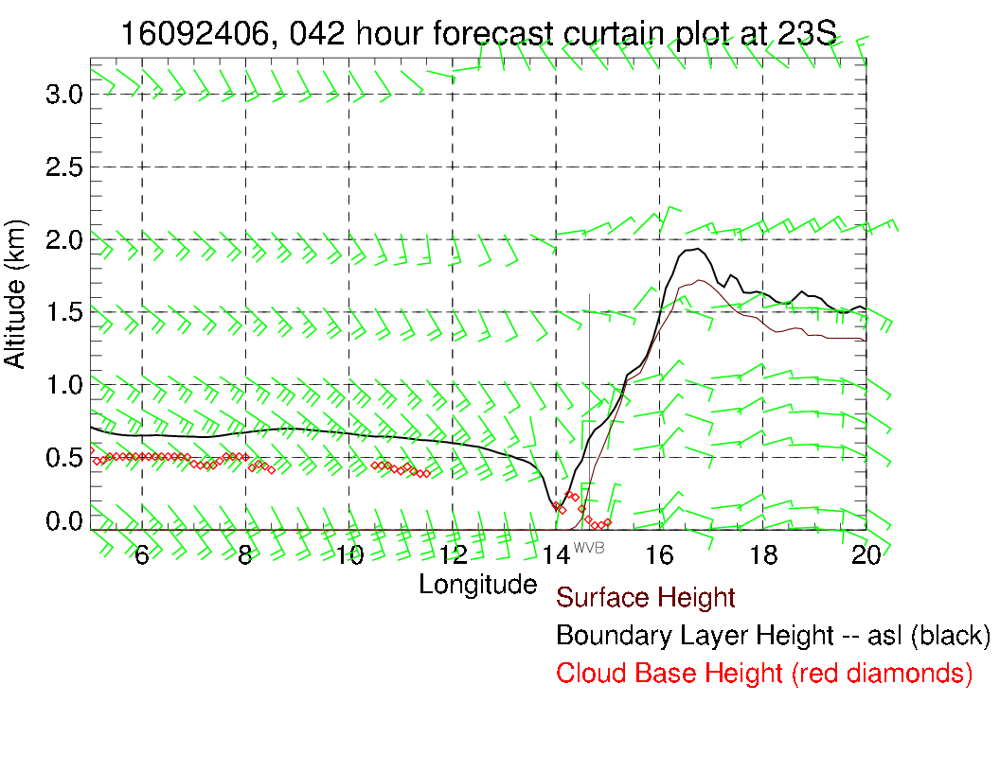 16092406, 042 hour forecast curtain plot at 23S
3.0
2.5
2.0
1.5
1.0
0.5
0.0
Altitude (km)
6 8 10 12 14 16 18 20
WVB
Longitude
Surface Height
Boundary Layer Height -- asl (black)
Cloud Base Height (red diamonds)